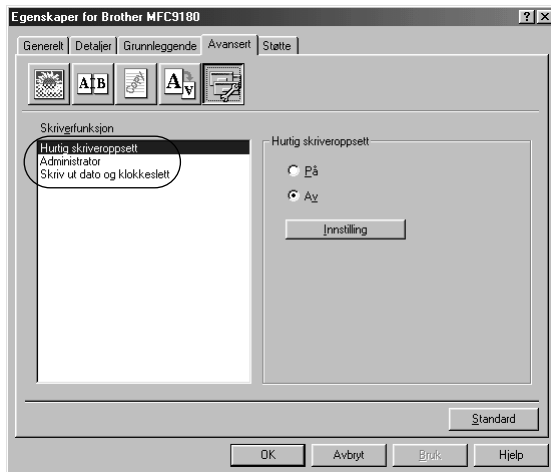 Egenskaper for Brother MFC9180
Generelt Detaljer Grunnleggende Avansert Støtte
A B
COPY
A A
Skriverfunksjon
Hurtig skriveroppsett
Administrator
Skriv ut dato og klokkeslett
Hurtig skriveroppsett
På
Av
Innstilling
Standard
OK Avbryt Bruk Hjelp